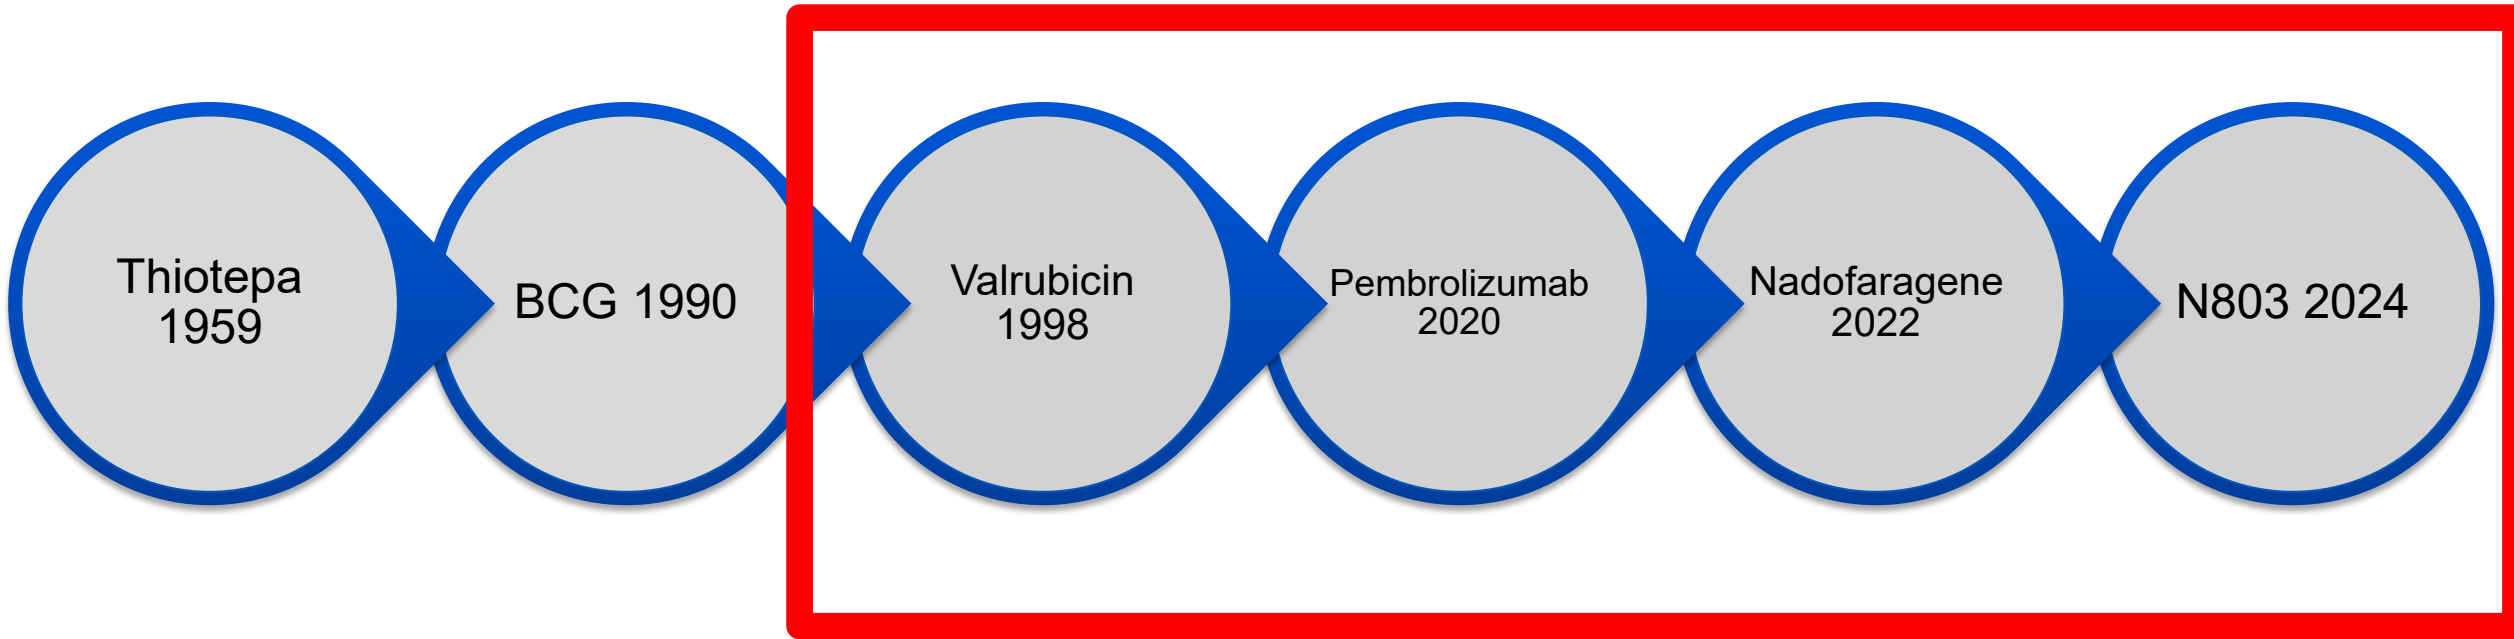 Thiotepa
1959
BCG 1990
Valrubicin
1998
Pembrolizumab
2020
Nadofaragene
2022
N803 2024